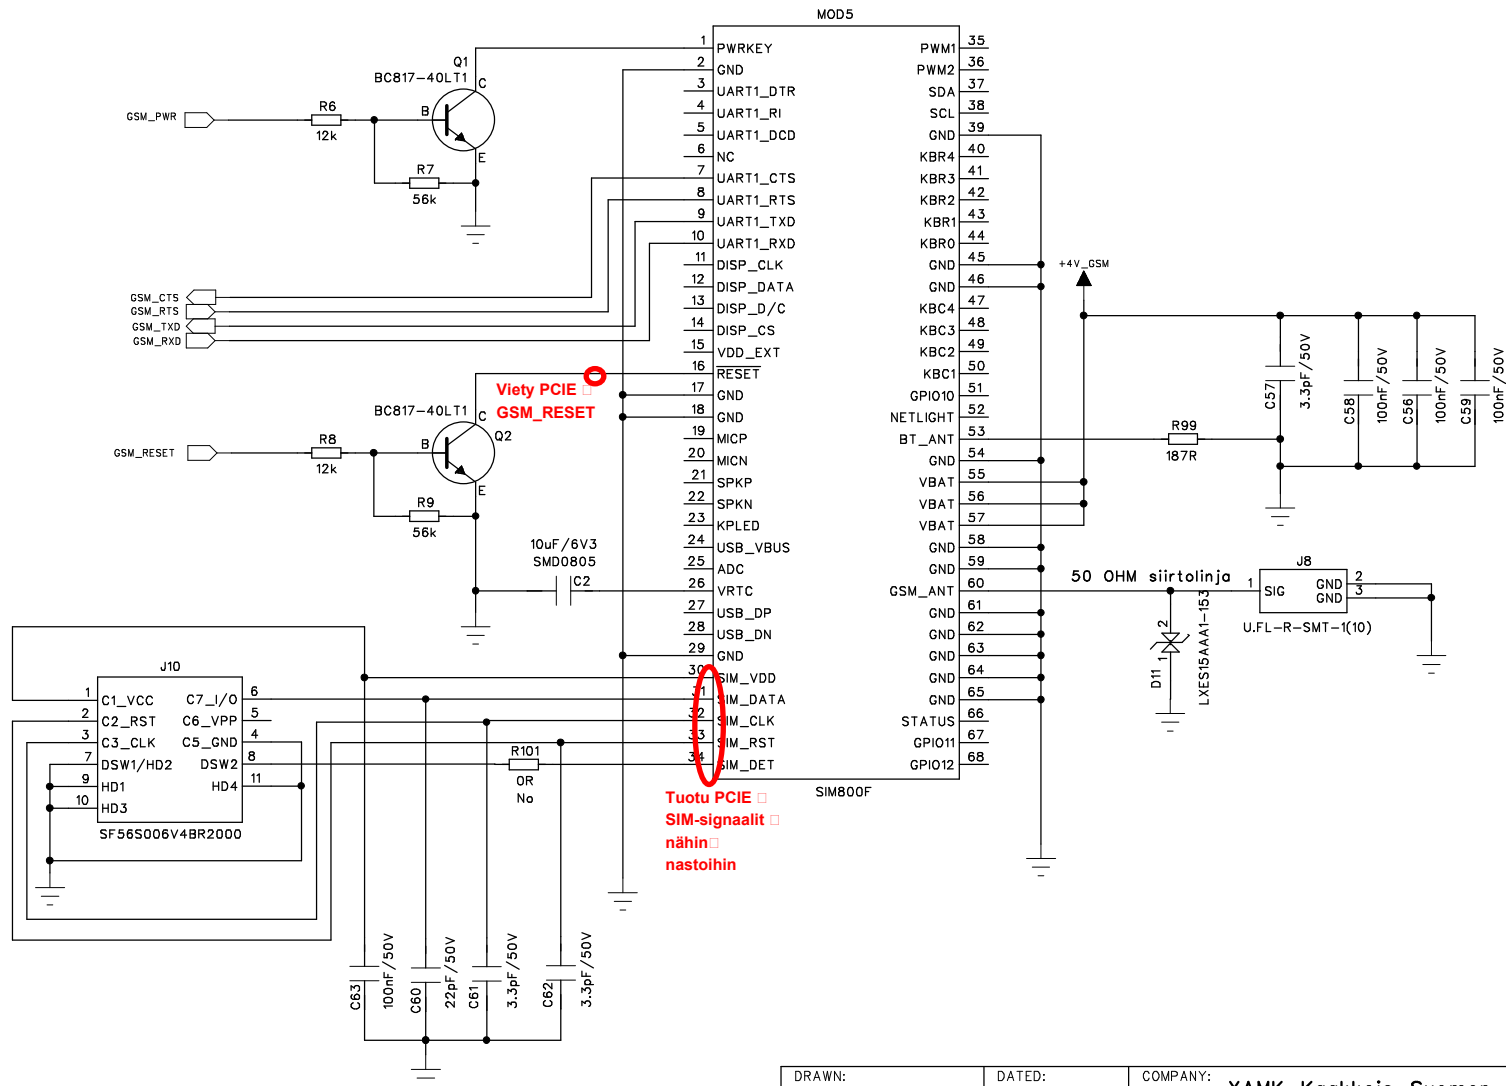 MOD5
1 PWRKEY PWM1 35
2 GND PWM2 36
3 UART1_DTR SDA 37
4 UART1_RI SCL 38
5 UART1_DCD GND 39
6 NC KBR4 40
7 UART1_CTS KBR3 41
8 UART1_RTS KBR2 42
9 UART1_TXD KBR1 43
10 UART1_RXD KBR0 44
11 DISP_CLK GND 45
12 DISP_DATA GND 46
13 DISP_D/C KBC4 47
14 DISP_CS KBC3 48
15 VDD_EXT KBC2 49
16 RESET KBC1 50
17 GND GPIO10 51
18 GND NETLIGHT 52
19 MICP BT_ANT 53
20 MICN GND 54
21 SPKP VBAT 55
22 SPKN VBAT 56
23 KPLED VBAT 57
24 USB_VBUS GND 58
25 ADC GND 59
26 VRTC GSM_ANT 60
27 USB_DP GND 61
28 USB_DN GND 62
29 GND GND 63
30 SIM_VDD GND 64
31 SIM_DATA GND 65
32 SIM_CLK STATUS 66
33 SIM_RST GPIO11 67
34 SIM_DET GPIO12 68
SIM800F
Q1
BC817-40LT1
C
B
E
GSM_PWR
R6
12k
R7
56k
GSM_CTS
GSM_RTS
GSM_TXD
GSM_RXD
Viety PCIE
GSM_RESET
BC817-40LT1
C
Q2
B
E
GSM_RESET
R8
12k
R9
56k
10uF/6V3
SMD0805
C2
J10
1 C1_VCC C7_I/O 6
2 C2_RST C6_VPP 5
3 C3_CLK C5_GND 4
7 DSW1/HD2 DSW2 8
9 HD1 HD4 11
10 HD3
SF56S006V4BR2000
R101
0R
No
Tuotu PCIE
SIM-signaalit
nähin
nastoihin
C63
100nF/50V
C60
22pF/50V
C61
3.3pF/50V
C62
3.3pF/50V
+4V_GSM
C57
3.3pF/50V
C58
100nF/50V
C56
100nF/50V
C59
100nF/50V
R99
187R
50 OHM siirtolinja
D11
2
1
LXES15AAA1-153
J8
1 SIG GND 2
GND 3
U.FL-R-SMT-1(10)
DRAWN: DATED: COMPANY: